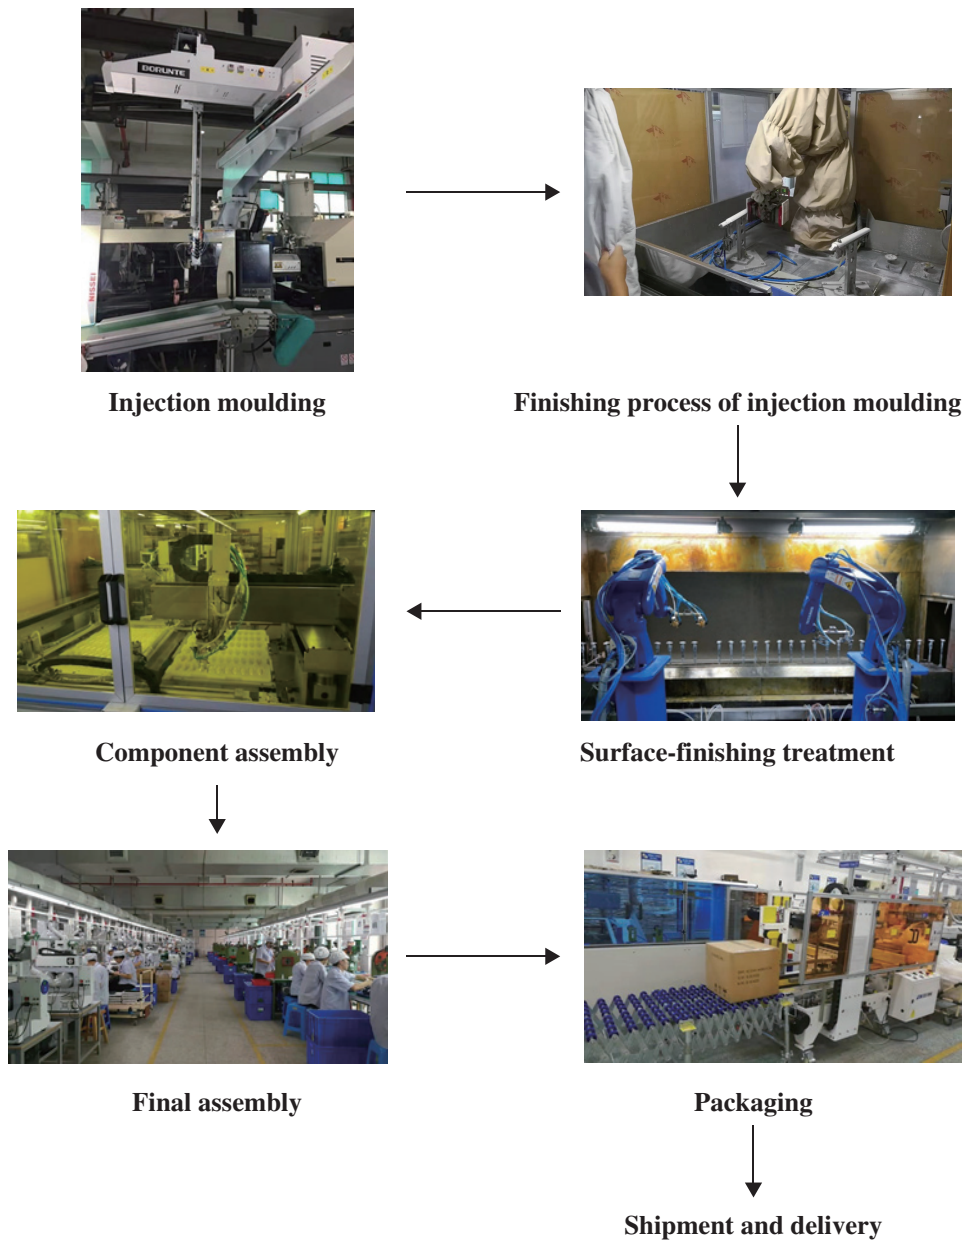 BORUNTE
NISSEI
Injection moulding
Finishing process of injection moulding
Component assembly
Surface-finishing treatment
Final assembly
Packaging
Shipment and delivery